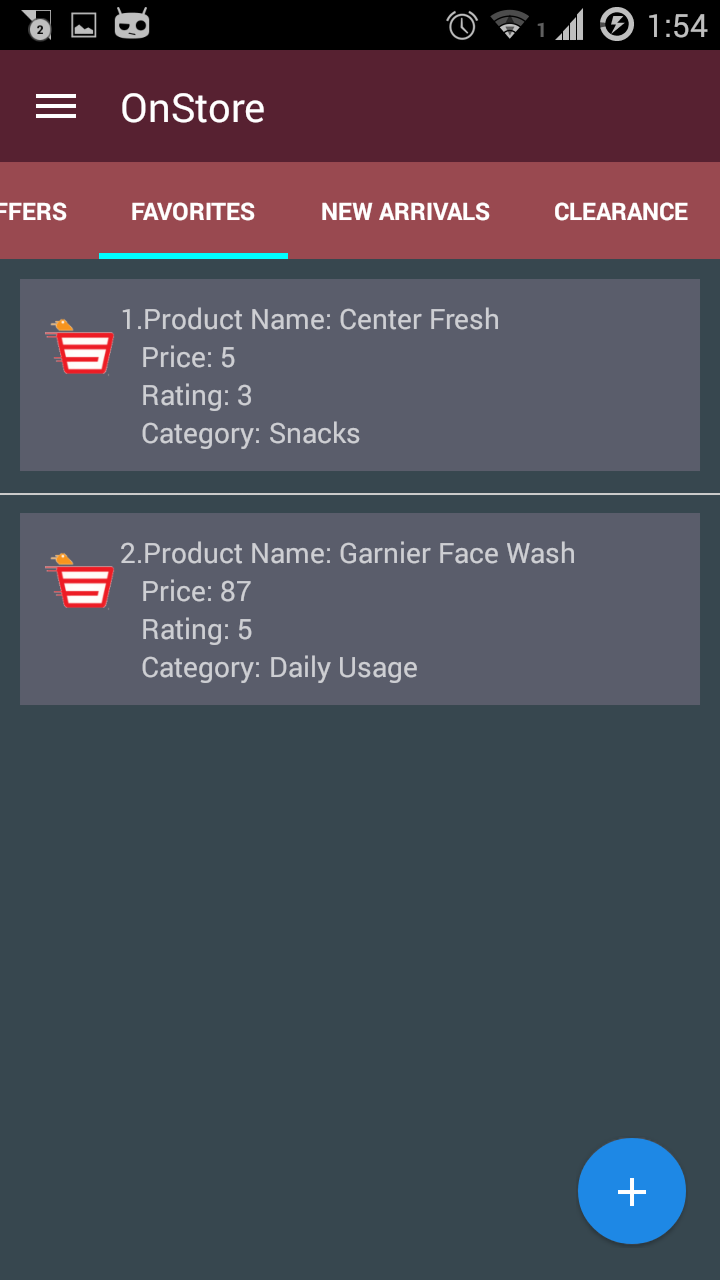 2
1
1:54
OnStore
FFERS
FAVORITES
NEW ARRIVALS
CLEARANCE
1.Product Name: Center Fresh
Price: 5
Rating: 3
Category: Snacks
2.Product Name: Garnier Face Wash
Price: 87
Rating: 5
Category: Daily Usage
+